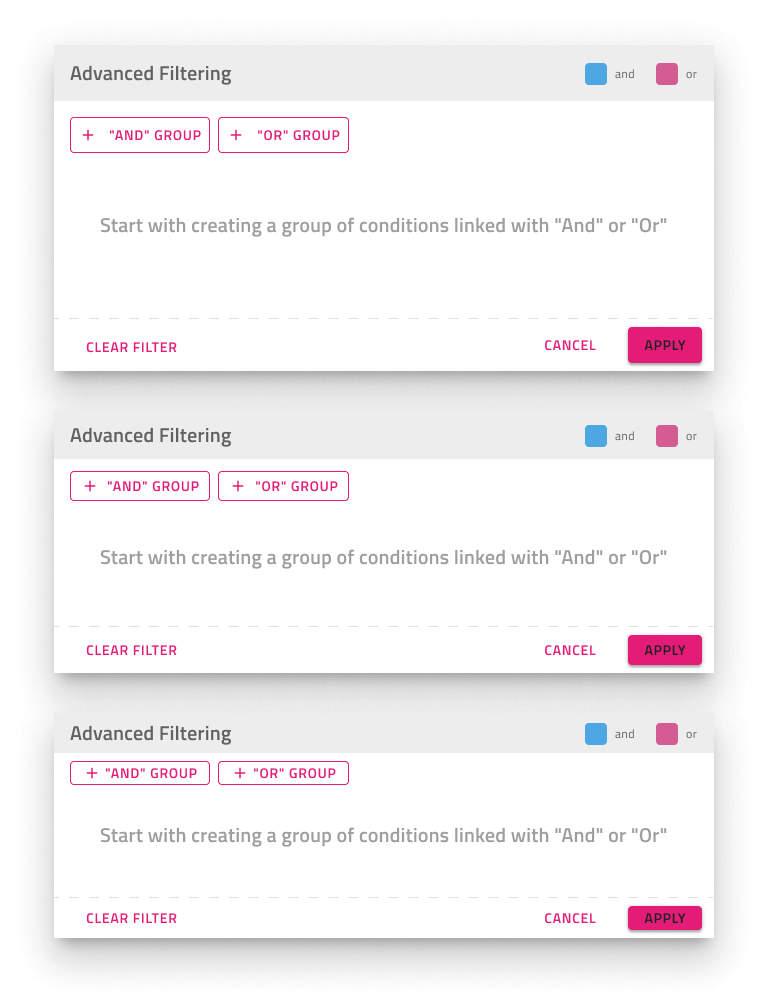 Advanced Filtering and or
+ "AND" GROUP + "OR" GROUP
Start with creating a group of conditions linked with "And" or "Or"
CLEAR FILTER CANCEL APPLY
Advanced Filtering and or
+ "AND" GROUP + "OR" GROUP
Start with creating a group of conditions linked with "And" or "Or"
CLEAR FILTER CANCEL APPLY
Advanced Filtering and or
+ "AND" GROUP + "OR" GROUP
Start with creating a group of conditions linked with "And" or "Or"
CLEAR FILTER CANCEL APPLY